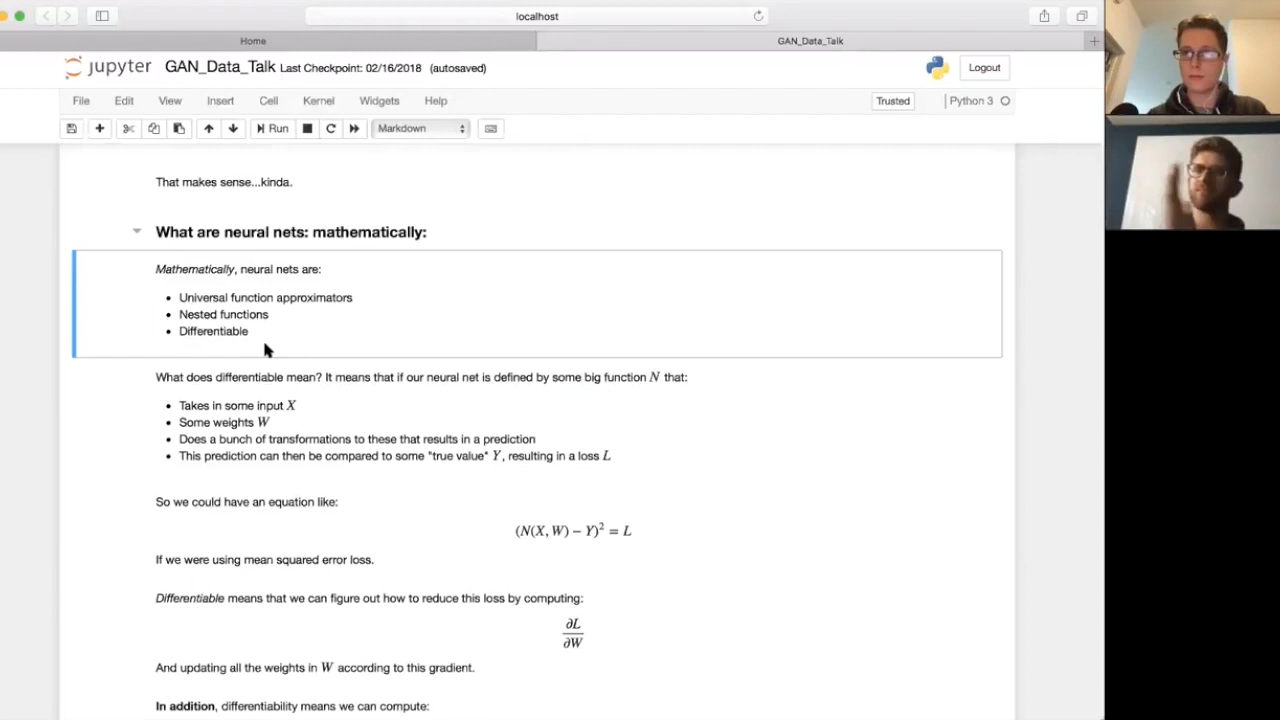 localhost
Home
GAN_Data_Talk
jupyter GAN_Data_Talk Last Checkpoint: 02/16/2018 (autosaved)
Logout
File Edit View Insert Cell Kernel Widgets Help
Trusted
Python 3
Run
Markdown
That makes sense...kinda.
What are neural nets: mathematically:
Mathematically, neural nets are:
• Universal function approximators
• Nested functions
• Differentiable
What does differentiable mean? It means that if our neural net is defined by some big function N that:
• Takes in some input X
• Some weights W
• Does a bunch of transformations to these that results in a prediction
• This prediction can then be compared to some "true value" Y, resulting in a loss L
So we could have an equation like:
(N(X, W) − Y)² = L
If we were using mean squared error loss.
Differentiable means that we can figure out how to reduce this loss by computing:
∂L
∂W
And updating all the weights in W according to this gradient.
In addition, differentiability means we can compute: